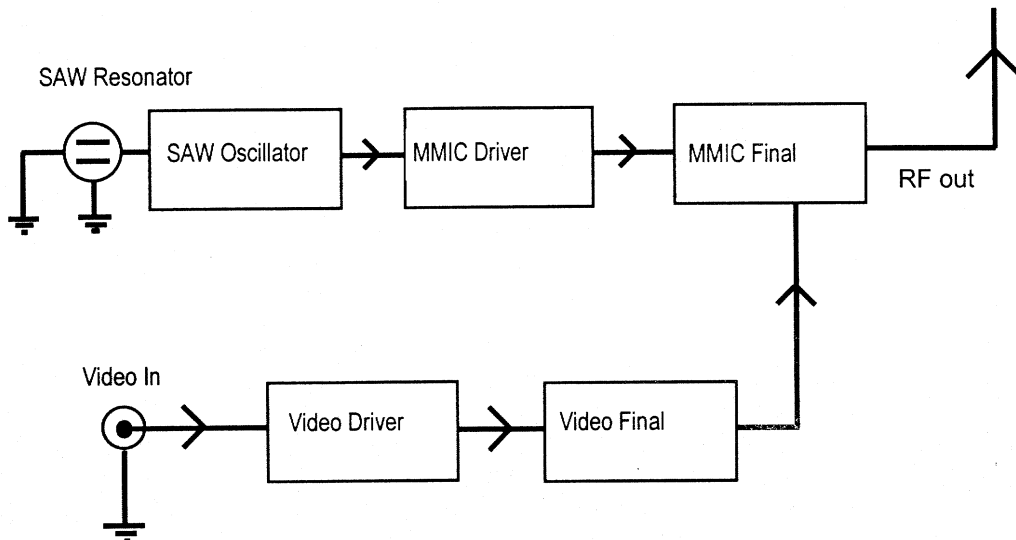 SAW Resonator
SAW Oscillator
MMIC Driver
MMIC Final
RF out
Video In
Video Driver
Video Final